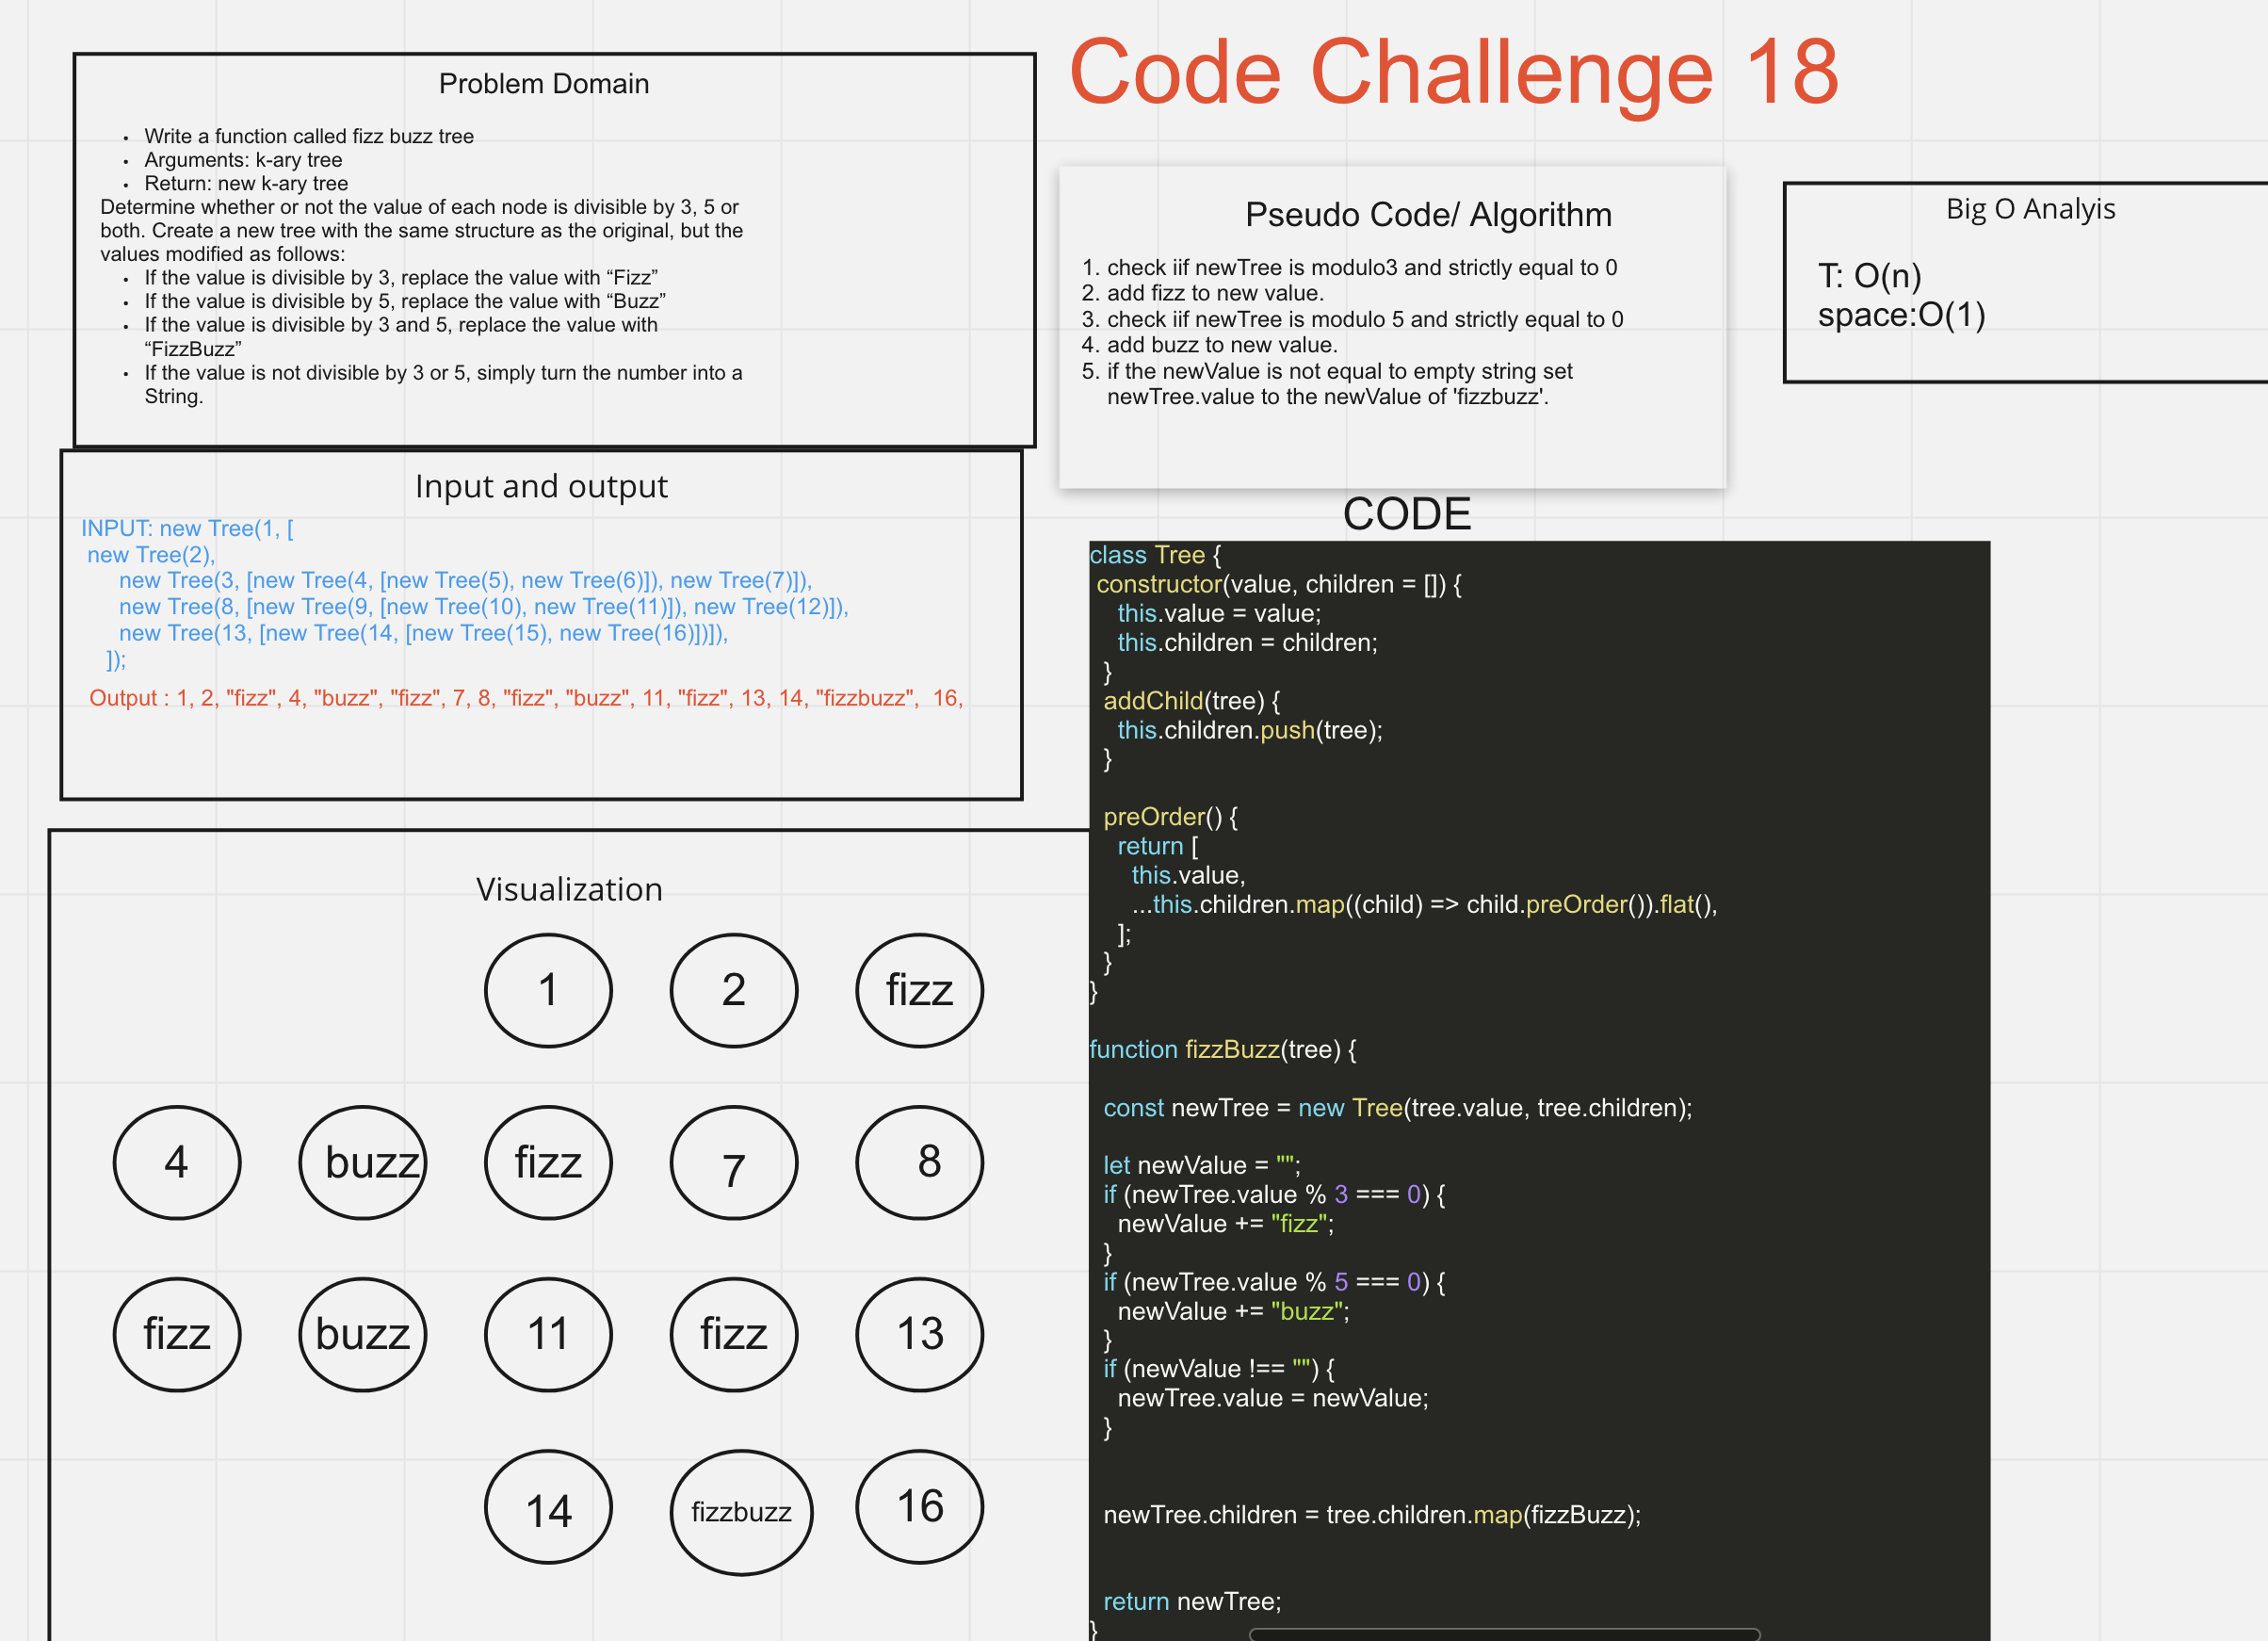 Code Challenge 18
Problem Domain
• Write a function called fizz buzz tree
• Arguments: k-ary tree
• Return: new k-ary tree
Determine whether or not the value of each node is divisible by 3, 5 or
both. Create a new tree with the same structure as the original, but the
values modified as follows:
• If the value is divisible by 3, replace the value with “Fizz”
• If the value is divisible by 5, replace the value with “Buzz”
• If the value is divisible by 3 and 5, replace the value with
“FizzBuzz”
• If the value is not divisible by 3 or 5, simply turn the number into a
String.
Input and output
INPUT: new Tree(1, [
new Tree(2),
new Tree(3, [new Tree(4, [new Tree(5), new Tree(6)]), new Tree(7)]),
new Tree(8, [new Tree(9, [new Tree(10), new Tree(11)]), new Tree(12)]),
new Tree(13, [new Tree(14, [new Tree(15), new Tree(16)])]),
]);
Output : 1, 2, "fizz", 4, "buzz", "fizz", 7, 8, "fizz", "buzz", 11, "fizz", 13, 14, "fizzbuzz", 16,
Visualization
1 2 fizz
4 buzz fizz 7 8
fizz buzz 11 fizz 13
14 fizzbuzz 16
Pseudo Code/ Algorithm
1. check iif newTree is modulo3 and strictly equal to 0
2. add fizz to new value.
3. check iif newTree is modulo 5 and strictly equal to 0
4. add buzz to new value.
5. if the newValue is not equal to empty string set
newTree.value to the newValue of 'fizzbuzz'.
Big O Analyis
T: O(n)
space:O(1)
CODE
class Tree {
constructor(value, children = []) {
this.value = value;
this.children = children;
}
addChild(tree) {
this.children.push(tree);
}
preOrder() {
return [
this.value,
...this.children.map((child) => child.preOrder()).flat(),
];
}
}
function fizzBuzz(tree) {
const newTree = new Tree(tree.value, tree.children);
let newValue = "";
if (newTree.value % 3 === 0) {
newValue += "fizz";
}
if (newTree.value % 5 === 0) {
newValue += "buzz";
}
if (newValue !== "") {
newTree.value = newValue;
}
newTree.children = tree.children.map(fizzBuzz);
return newTree;
}